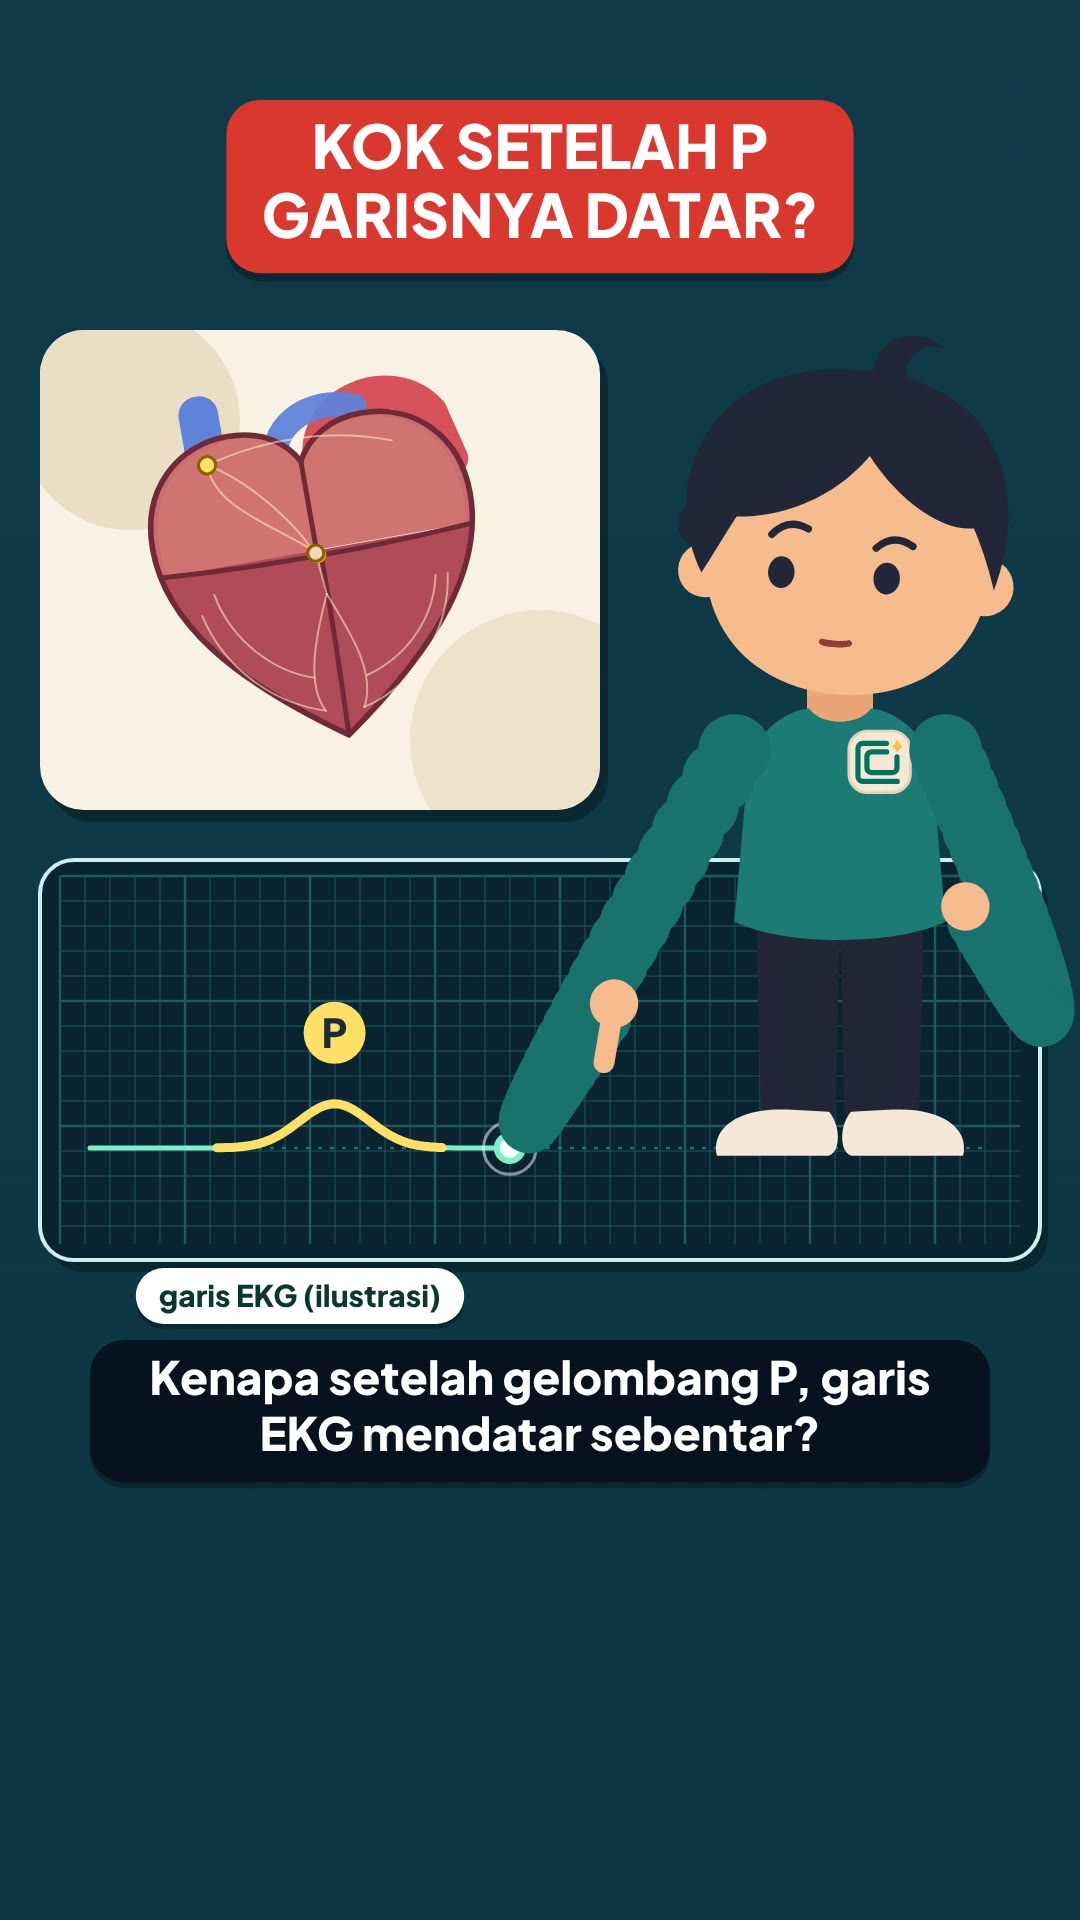 KOK SETELAH P
GARISNYA DATAR?
P
garis EKG (ilustrasi)
Kenapa setelah gelombang P, garis
EKG mendatar sebentar?